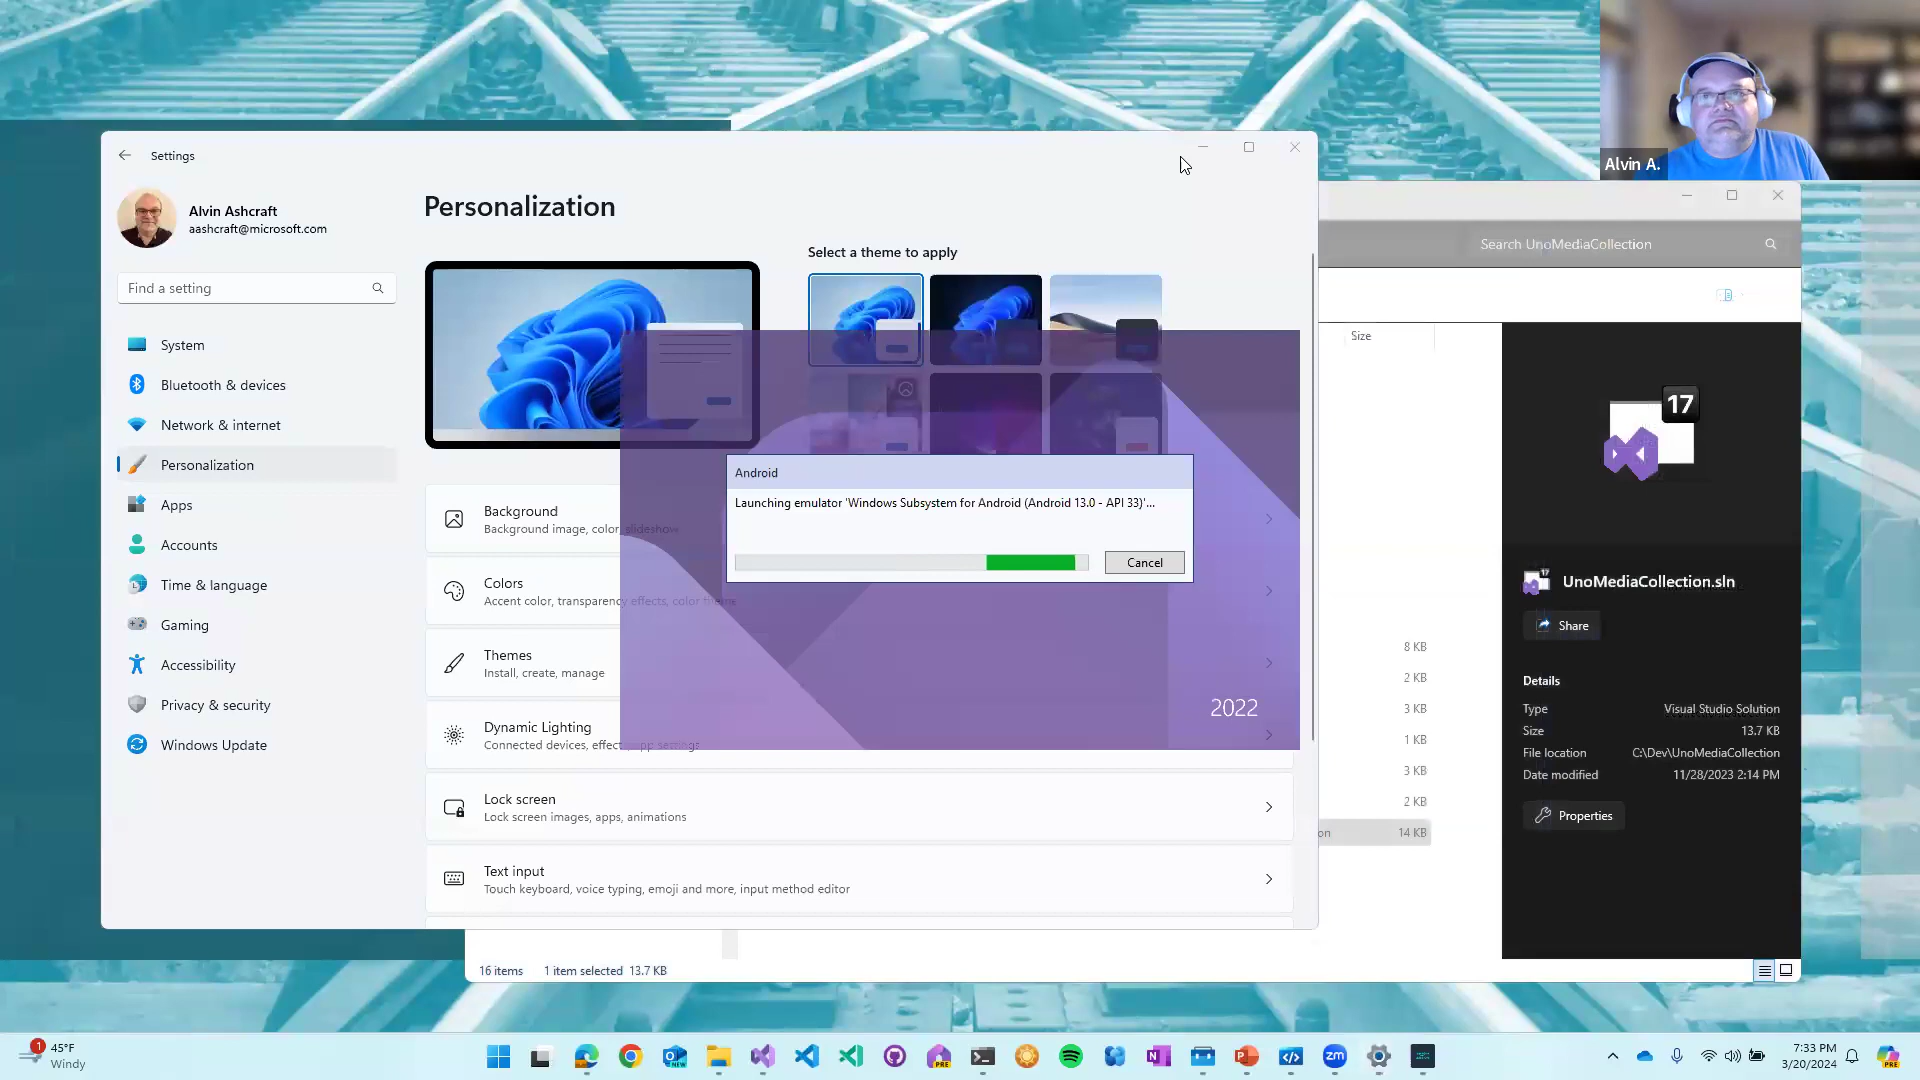 Settings
Alvin Ashcraft
aashcraft@microsoft.com
Find a setting
System
Bluetooth & devices
Network & internet
Personalization
Apps
Accounts
Time & language
Gaming
Accessibility
Privacy & security
Windows Update
Personalization
Select a theme to apply
Background
Background image, color, slideshow
Colors
Accent color, transparency effects, color theme
Themes
Install, create, manage
Dynamic Lighting
Connected devices, effects, app settings
Lock screen
Lock screen images, apps, animations
Text input
Touch keyboard, voice typing, emoji and more, input method editor
Android
Launching emulator 'Windows Subsystem for Android (Android 13.0 - API 33)'...
Cancel
2022
Alvin A.
Search UnoMediaCollection
Size
8 KB
2 KB
3 KB
1 KB
3 KB
2 KB
on 14 KB
17
17
UnoMediaCollection.sln
Share
Details
Type Visual Studio Solution
Size 13.7 KB
File location C:\Dev\UnoMediaCollection
Date modified 11/28/2023 2:14 PM
Properties
16 items 1 item selected 13.7 KB
1
45°F
Windy
NEW
PRE
zm
7:33 PM
3/20/2024
PRE